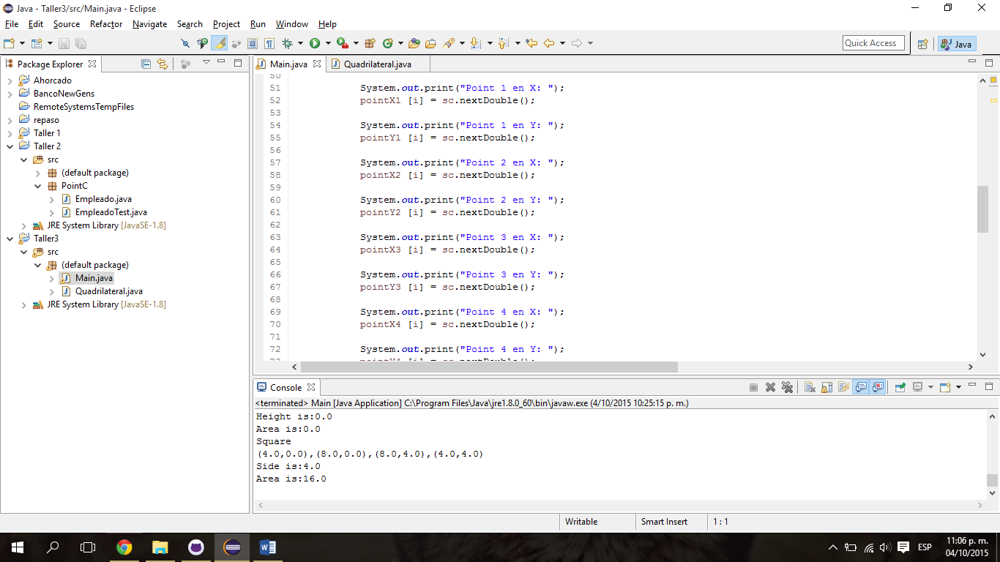 Java - Taller3/src/Main.java - Eclipse
File Edit Source Refactor Navigate Search Project Run Window Help
Quick Access
Java
Package Explorer
Ahorcado
BancoNewGens
RemoteSystemsTempFiles
repaso
Taller 1
Taller 2
src
(default package)
PointC
Empleado.java
EmpleadoTest.java
JRE System Library [JavaSE-1.8]
Taller3
src
(default package)
Main.java
Quadrilateral.java
JRE System Library [JavaSE-1.8]
Main.java Quadrilateral.java
50
51 System.out.print("Point 1 en X: ");
52 pointX1 [i] = sc.nextDouble();
53
54 System.out.print("Point 1 en Y: ");
55 pointY1 [i] = sc.nextDouble();
56
57 System.out.print("Point 2 en X: ");
58 pointX2 [i] = sc.nextDouble();
59
60 System.out.print("Point 2 en Y: ");
61 pointY2 [i] = sc.nextDouble();
62
63 System.out.print("Point 3 en X: ");
64 pointX3 [i] = sc.nextDouble();
65
66 System.out.print("Point 3 en Y: ");
67 pointY3 [i] = sc.nextDouble();
68
69 System.out.print("Point 4 en X: ");
70 pointX4 [i] = sc.nextDouble();
71
72 System.out.print("Point 4 en Y: ");
Console
<terminated> Main [Java Application] C:\Program Files\Java\jre1.8.0_60\bin\javaw.exe (4/10/2015 10:25:15 p. m.)
Height is:0.0
Area is:0.0
Square
(4.0,0.0),(8.0,0.0),(8.0,4.0),(4.0,4.0)
Side is:4.0
Area is:16.0
Writable Smart Insert 1 : 1
ESP
11:06 p. m.
04/10/2015